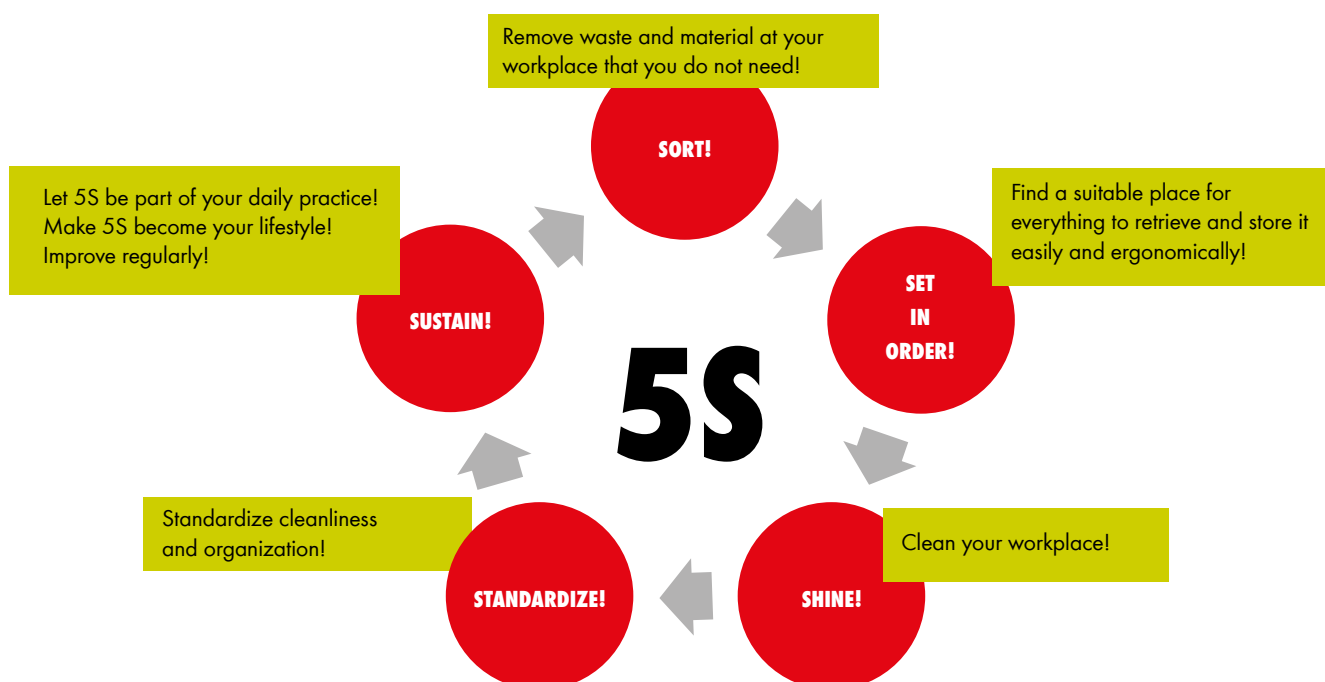 Remove waste and material at your
workplace that you do not need!
SORT!
Let 5S be part of your daily practice!
Make 5S become your lifestyle!
Improve regularly!
Find a suitable place for
everything to retrieve and store it
easily and ergonomically!
SUSTAIN!
SET
IN
ORDER!
5S
Standardize cleanliness
and organization!
Clean your workplace!
STANDARDIZE!
SHINE!